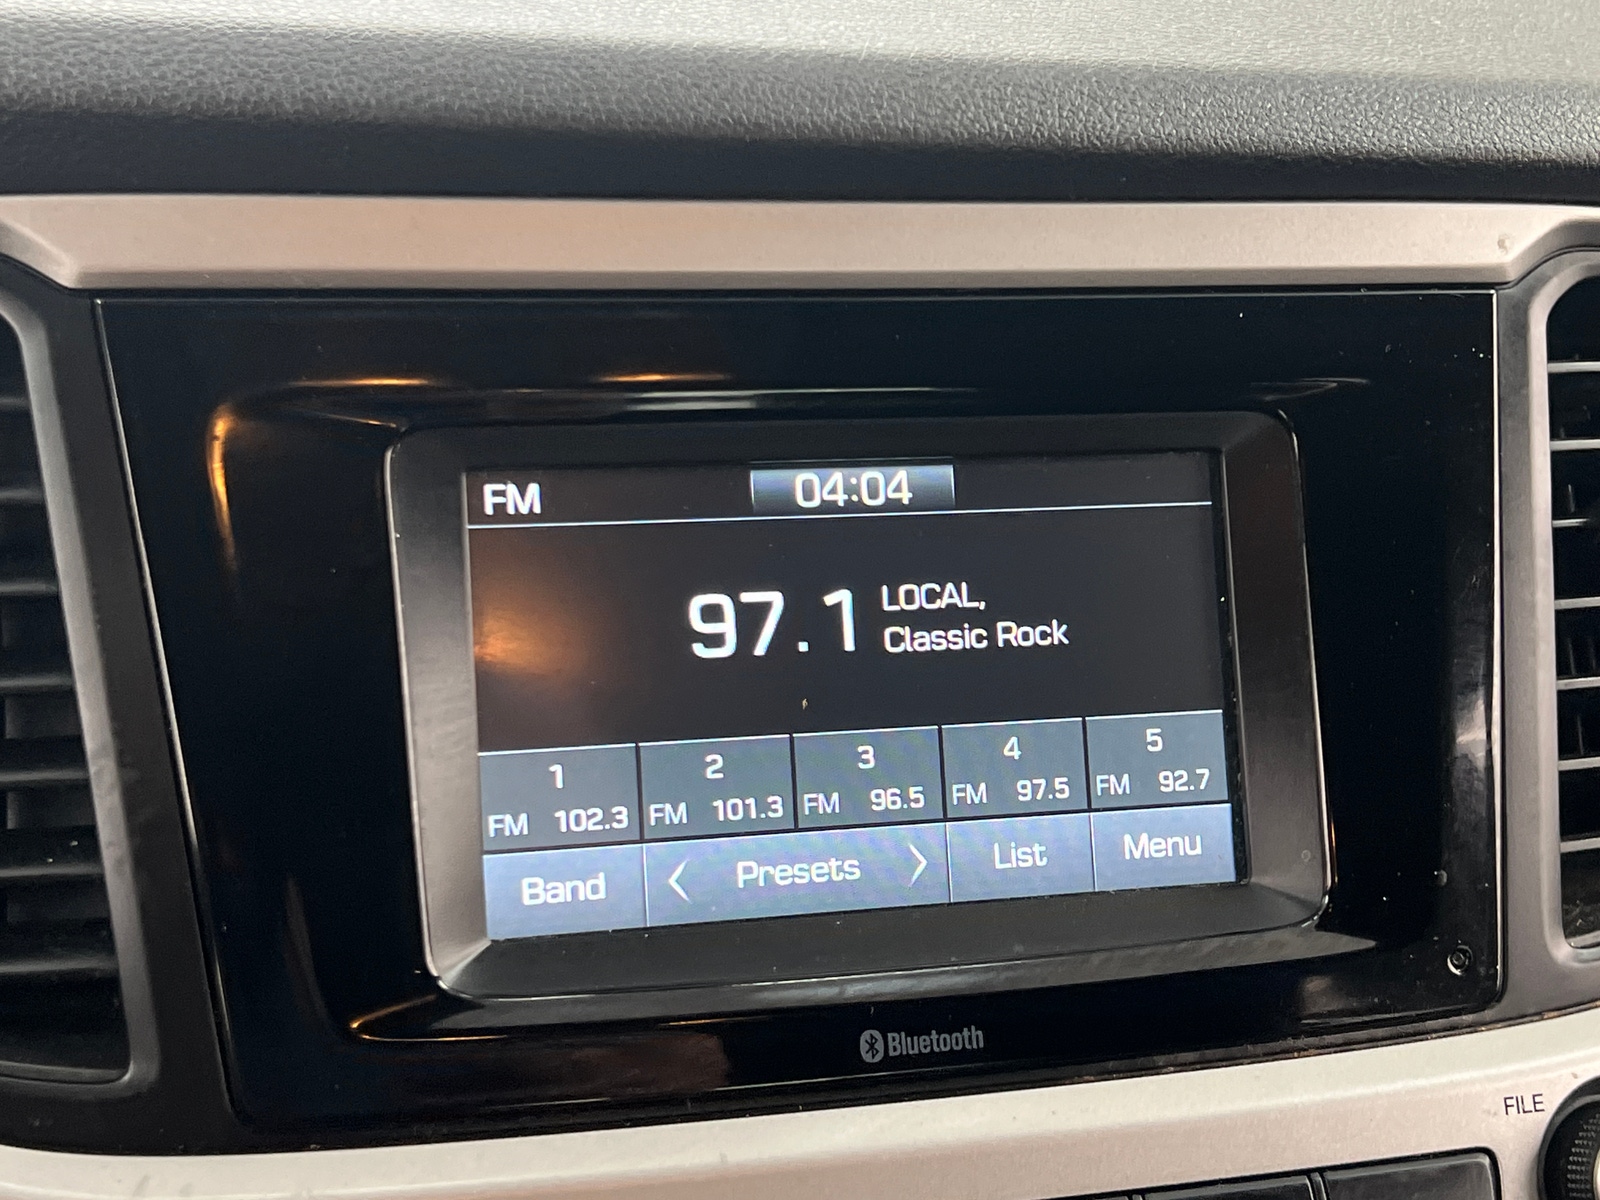 FM 04:04
97.1 LOCAL,
Classic Rock
1 2 3 4 5
FM 102.3 FM 101.3 FM 96.5 FM 97.5 FM 92.7
Band < Presets > List Menu
Bluetooth
FILE